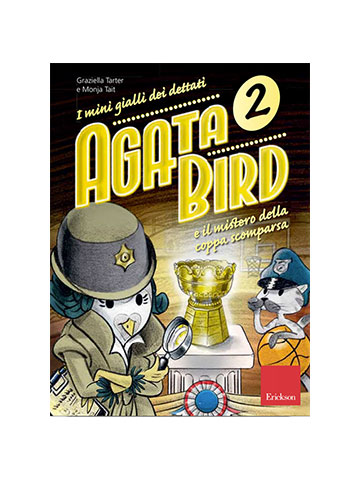 Graziella Tarter
e Monja Tait
I mini gialli dei dettati
2
AGATA
BIRD
e il mistero della
coppa scomparsa
Erickson